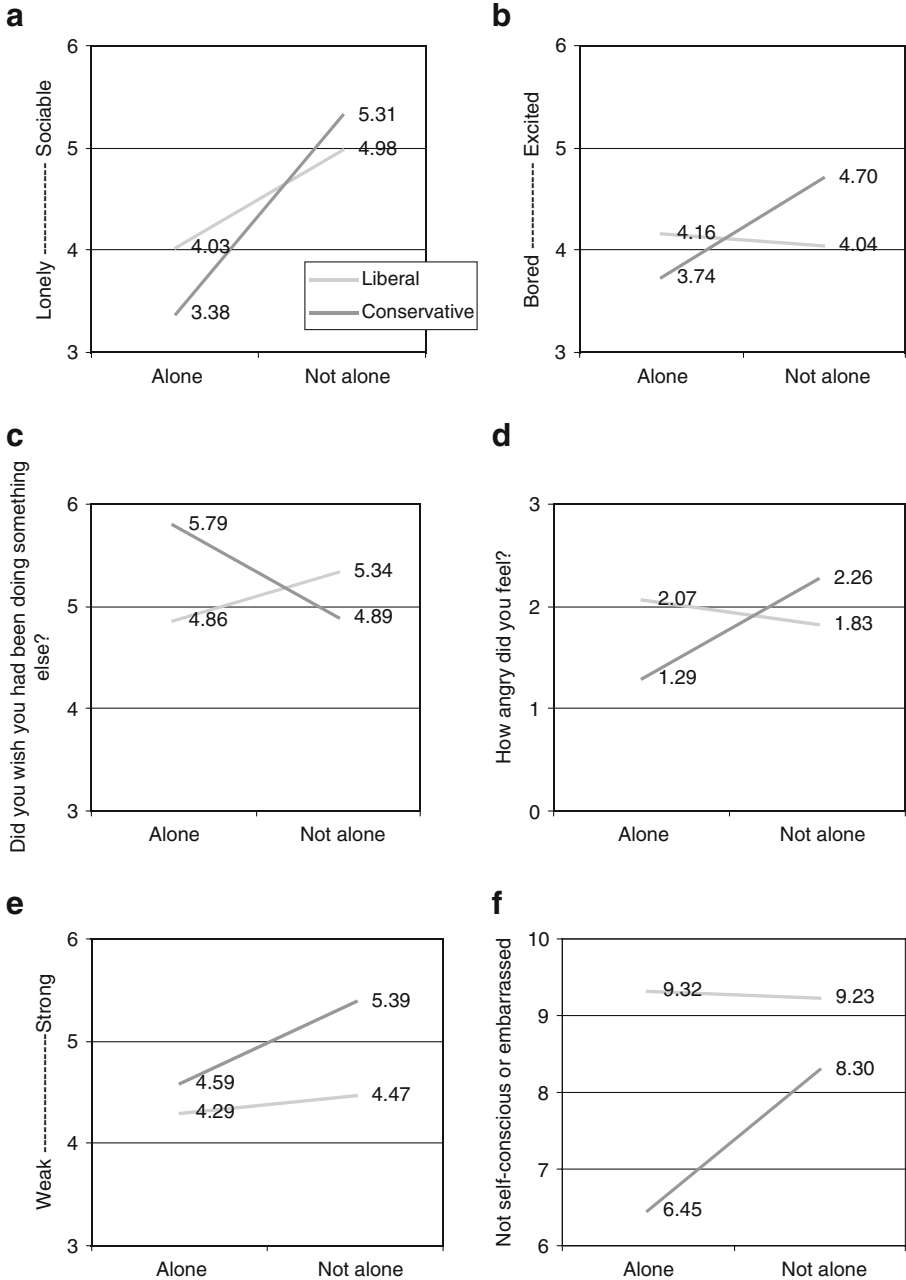 a
6
5
4
3
Lonely ------------ Sociable
5.31
4.98
4.03
3.38
Liberal
Conservative
Alone
Not alone
b
6
5
4
3
Bored --------- Excited
4.70
4.16
4.04
3.74
Alone
Not alone
c
Did you wish you had been doing something
else?
6
5
4
3
5.79
5.34
4.86
4.89
Alone
Not alone
d
How angry did you feel?
3
2
1
0
2.26
2.07
1.83
1.29
Alone
Not alone
e
Weak ----------------Strong
6
5
4
3
5.39
4.59
4.47
4.29
Alone
Not alone
f
Not self-conscious or embarrassed
10
9
8
7
6
9.32
9.23
8.30
6.45
Alone
Not alone